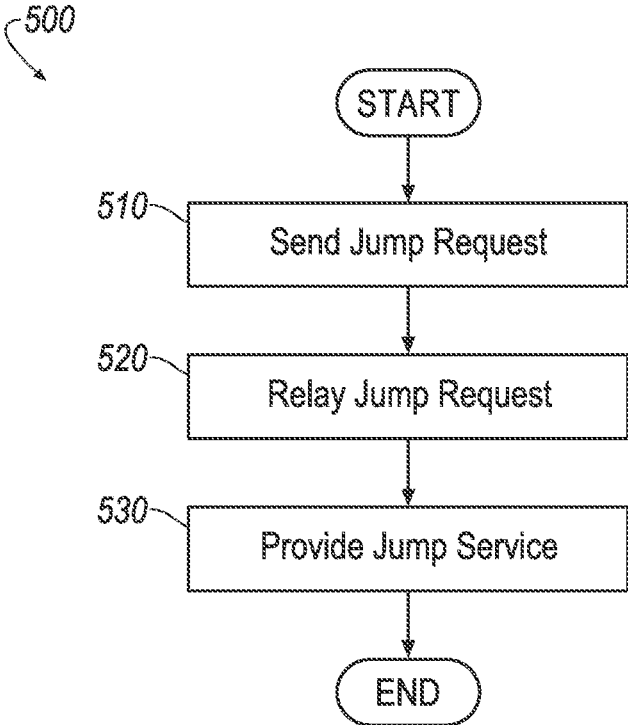 500
START
510
Send Jump Request
520
Relay Jump Request
530
Provide Jump Service
END